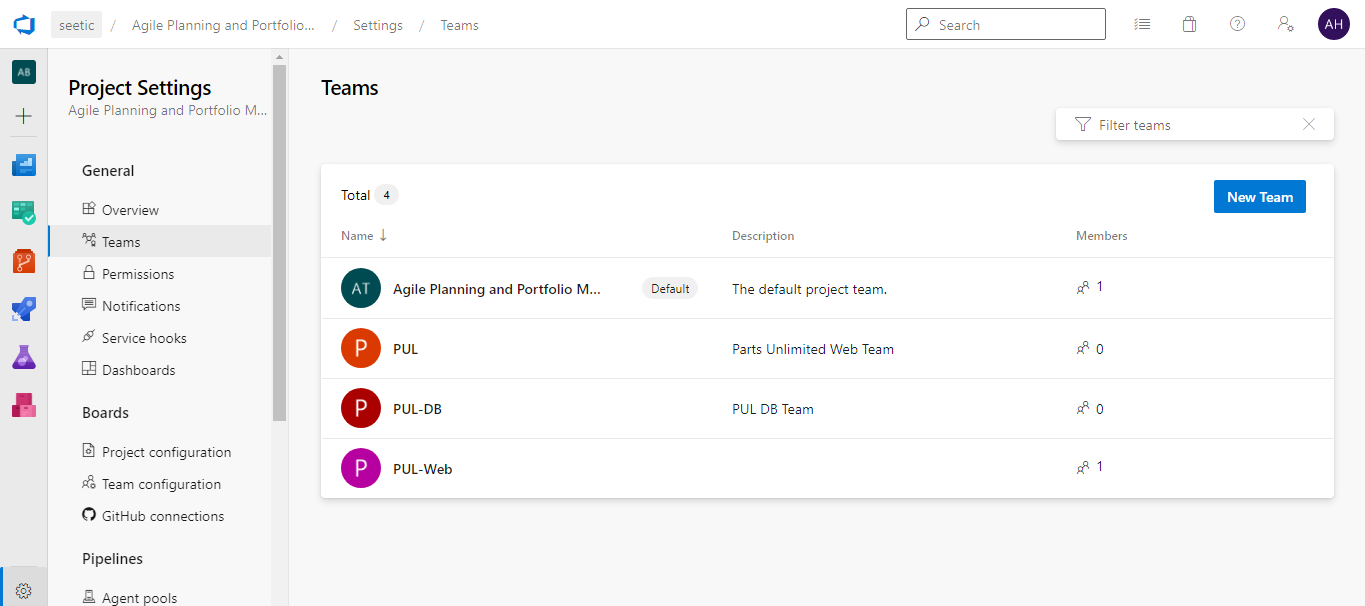 seetic / Agile Planning and Portfolio... / Settings / Teams
Search
AH
AB
Project Settings
Agile Planning and Portfolio M...
General
Overview
Teams
Permissions
Notifications
Service hooks
Dashboards
Boards
Project configuration
Team configuration
GitHub connections
Pipelines
Agent pools
Teams
Filter teams
Total 4
New Team
Name ↓ Description Members
AT Agile Planning and Portfolio M... Default The default project team. 1
P PUL Parts Unlimited Web Team 0
P PUL-DB PUL DB Team 0
P PUL-Web 1